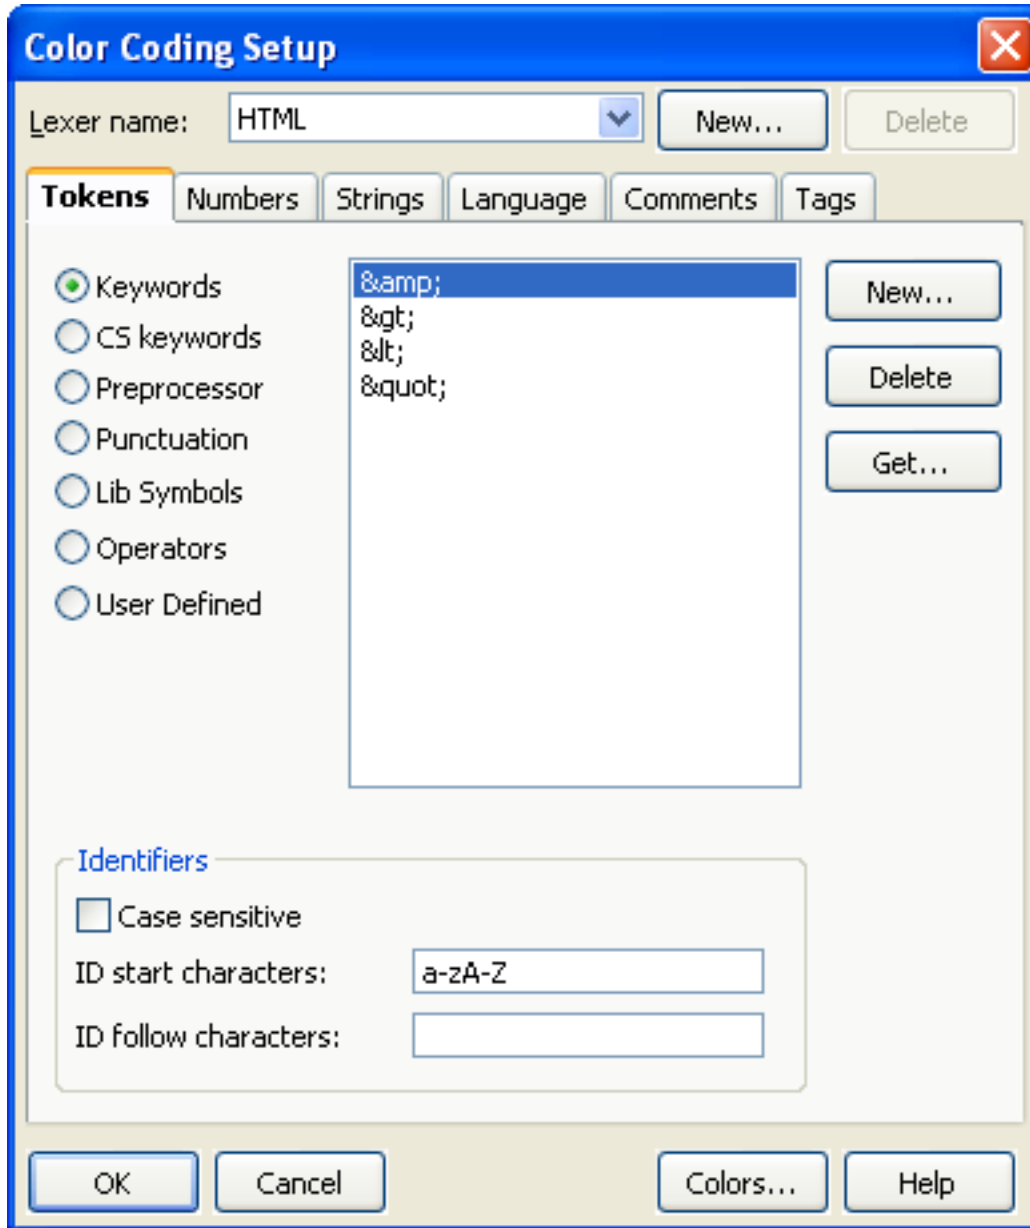 Color Coding Setup
Lexer name: HTML New... Delete
Tokens Numbers Strings Language Comments Tags
Keywords
CS keywords
Preprocessor
Punctuation
Lib Symbols
Operators
User Defined
&amp;
&gt;
&lt;
&quot;
New...
Delete
Get...
Identifiers
Case sensitive
ID start characters: a-zA-Z
ID follow characters:
OK Cancel Colors... Help